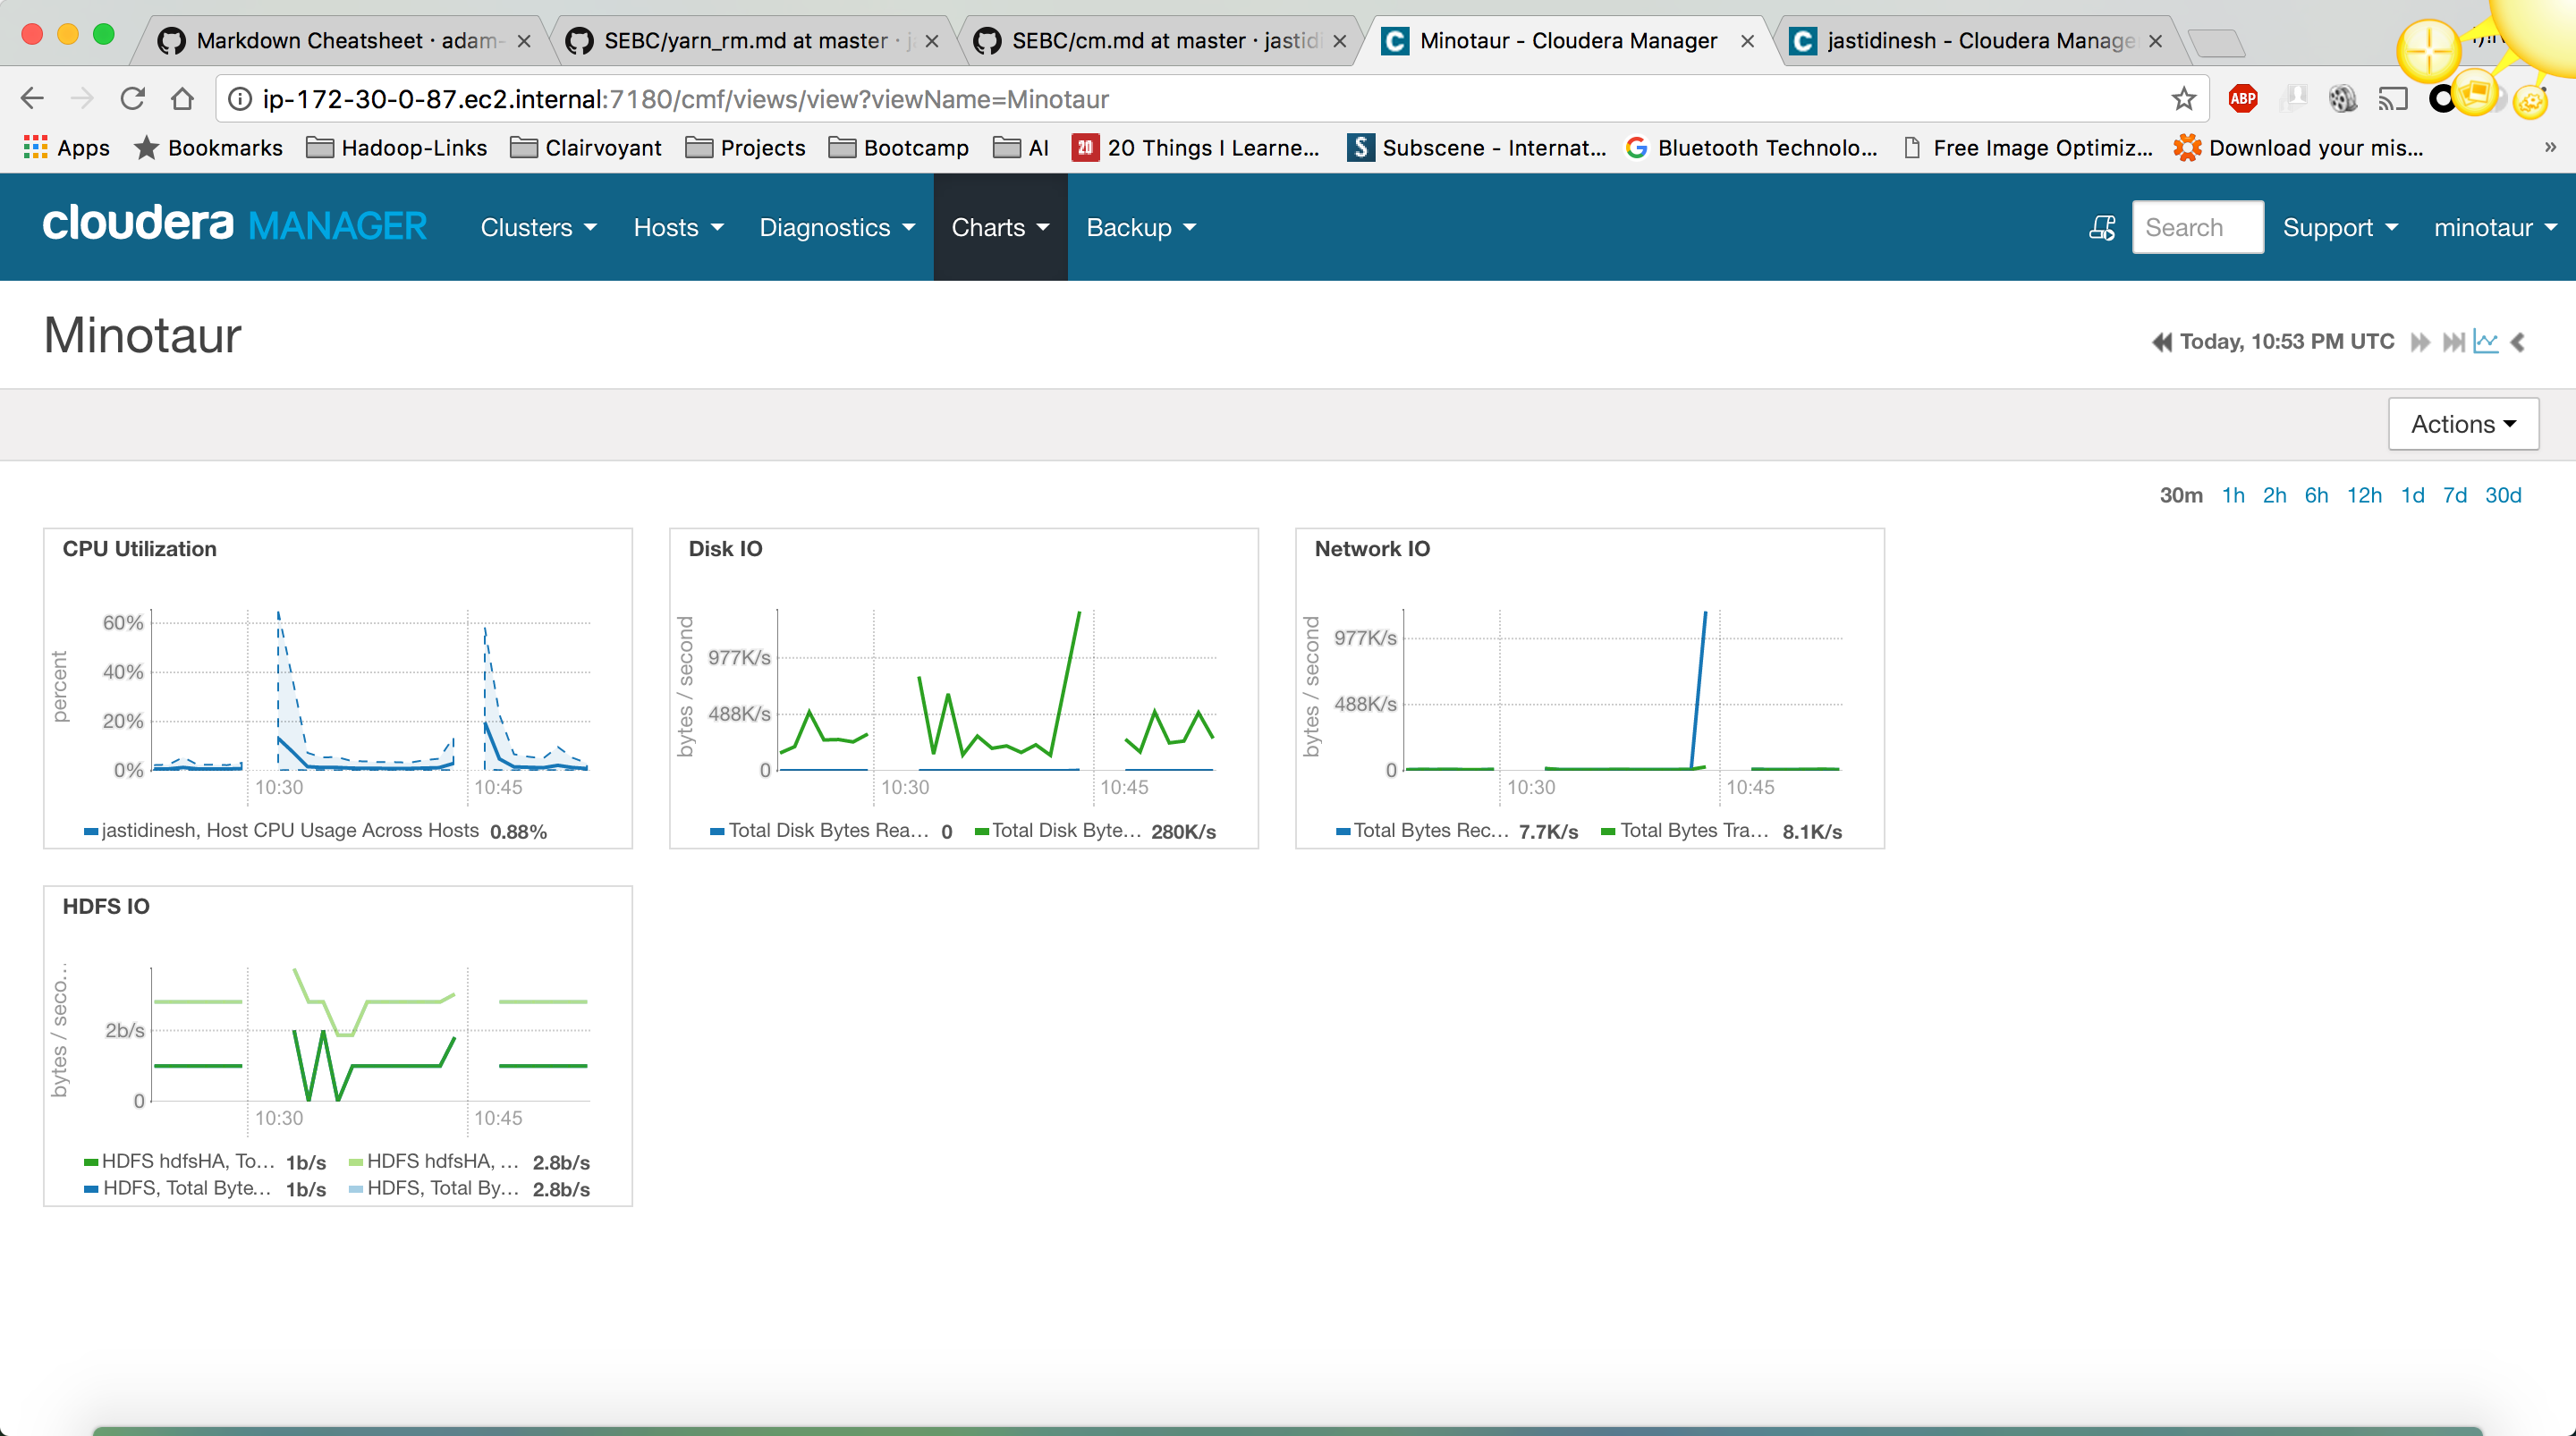 Markdown Cheatsheet · adam-
SEBC/yarn_rm.md at master · j
SEBC/cm.md at master · jastidi
Minotaur - Cloudera Manager
jastidinesh - Cloudera Manage
ip-172-30-0-87.ec2.internal:7180/cmf/views/view?viewName=Minotaur
ABP
Apps
Bookmarks
Hadoop-Links
Clairvoyant
Projects
Bootcamp
AI
20
20 Things I Learne...
S
Subscene - Internat...
Bluetooth Technolo...
Free Image Optimiz...
Download your mis...
»
cloudera MANAGER
Clusters
Hosts
Diagnostics
Charts
Backup
Search
Support
minotaur
Minotaur
Today, 10:53 PM UTC
Actions
30m 1h 2h 6h 12h 1d 7d 30d
CPU Utilization
percent
60%
40%
20%
0%
10:30
10:45
jastidinesh, Host CPU Usage Across Hosts 0.88%
Disk IO
bytes / second
977K/s
488K/s
0
10:30
10:45
Total Disk Bytes Rea... 0
Total Disk Byte... 280K/s
Network IO
bytes / second
977K/s
488K/s
0
10:30
10:45
Total Bytes Rec... 7.7K/s
Total Bytes Tra... 8.1K/s
HDFS IO
bytes / seco...
2b/s
0
10:30
10:45
HDFS hdfsHA, To... 1b/s
HDFS hdfsHA, ... 2.8b/s
HDFS, Total Byte... 1b/s
HDFS, Total By... 2.8b/s